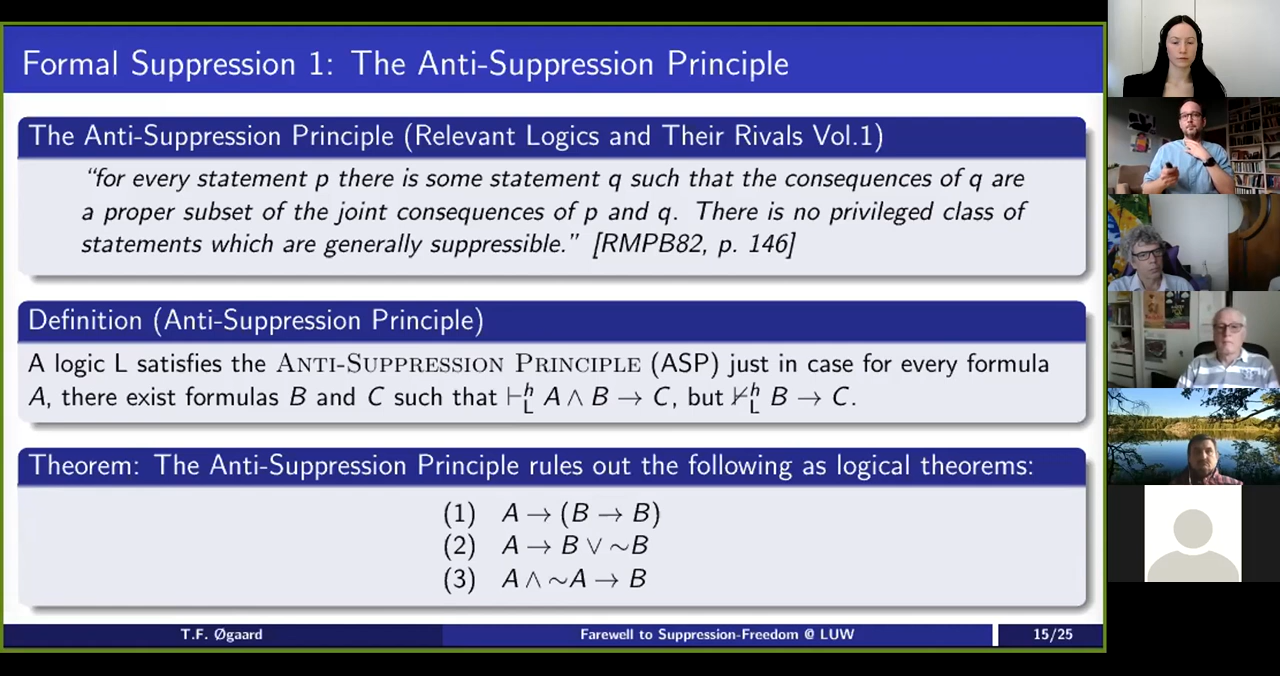 Formal Suppression 1: The Anti-Suppression Principle
The Anti-Suppression Principle (Relevant Logics and Their Rivals Vol.1)
“for every statement p there is some statement q such that the consequences of q are
a proper subset of the joint consequences of p and q. There is no privileged class of
statements which are generally suppressible.” [RMPB82, p. 146]
Definition (Anti-Suppression Principle)
A logic L satisfies the ANTI-SUPPRESSION PRINCIPLE (ASP) just in case for every formula
A, there exist formulas B and C such that ⊢ʰ_L A ∧ B → C, but ⊬ʰ_L B → C.
Theorem: The Anti-Suppression Principle rules out the following as logical theorems:
(1) A → (B → B)
(2) A → B ∨ ∼B
(3) A ∧ ∼A → B
T.F. Øgaard
Farewell to Suppression-Freedom @ LUW
15/25